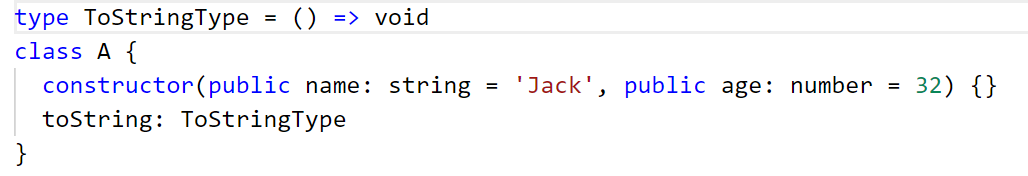 type ToStringType = () => void
class A {
  constructor(public name: string = 'Jack', public age: number = 32) {}
  toString: ToStringType
}